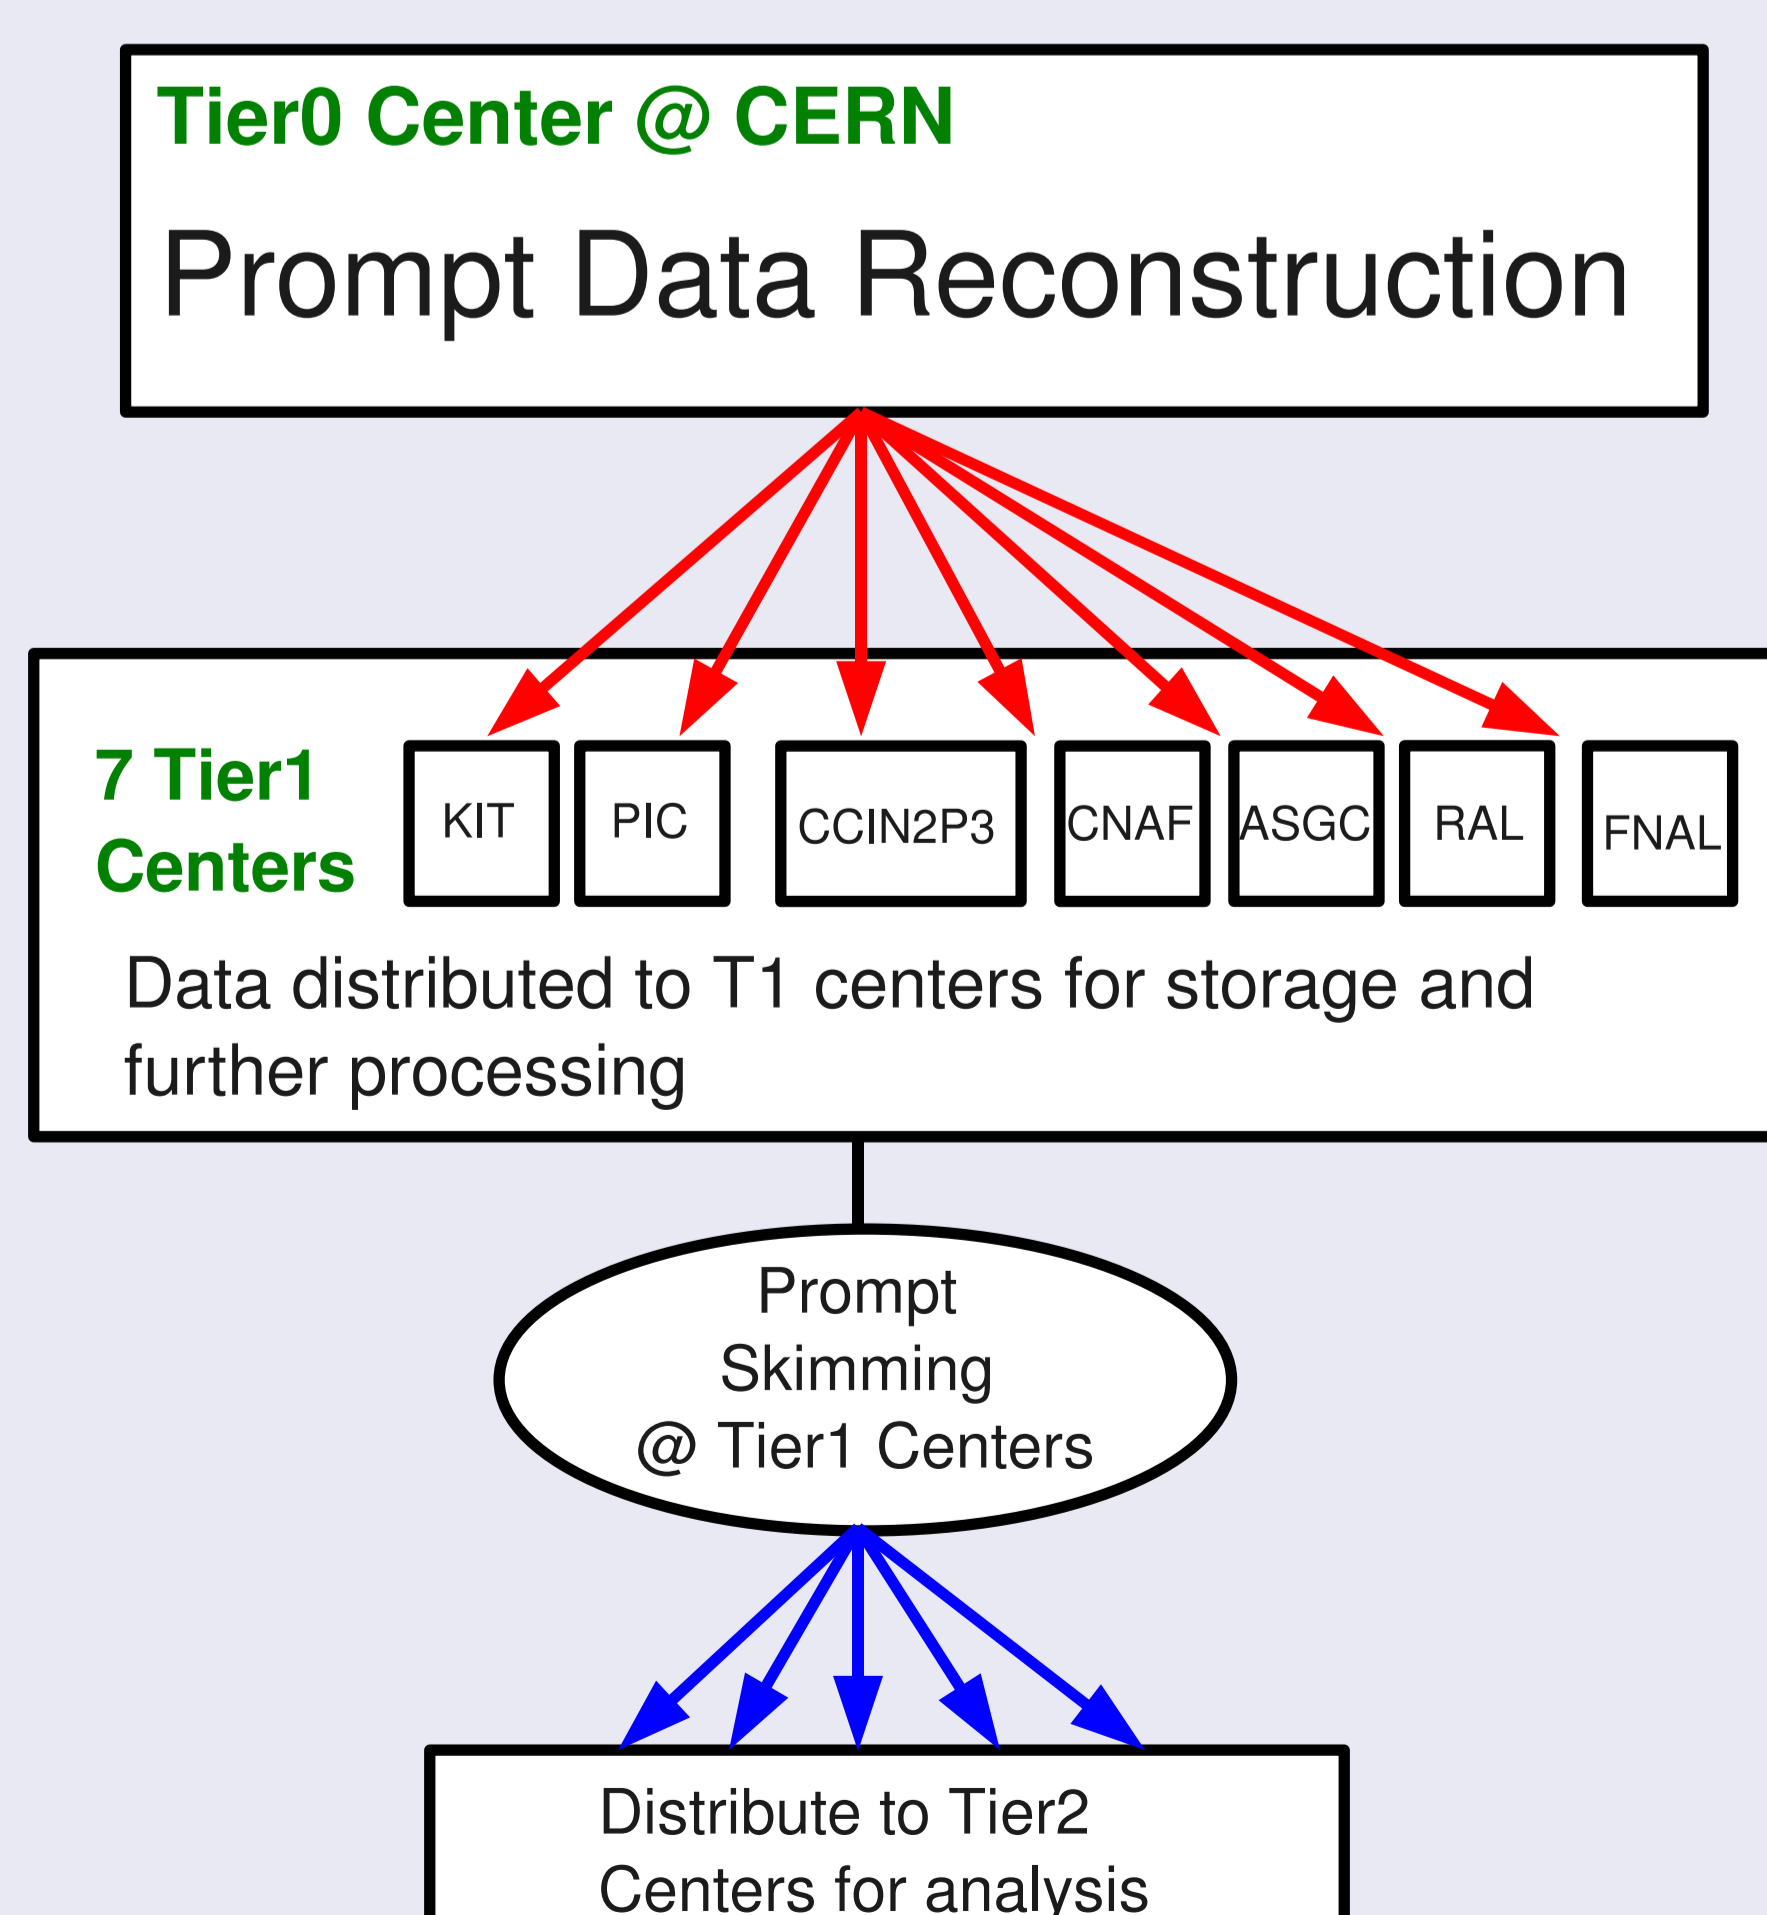 Tier0 Center @ CERN
Prompt Data Reconstruction
7 Tier1
Centers
KIT
PIC
CCIN2P3
CNAF
ASGC
RAL
FNAL
Data distributed to T1 centers for storage and
further processing
Prompt
Skimming
@ Tier1 Centers
Distribute to Tier2
Centers for analysis